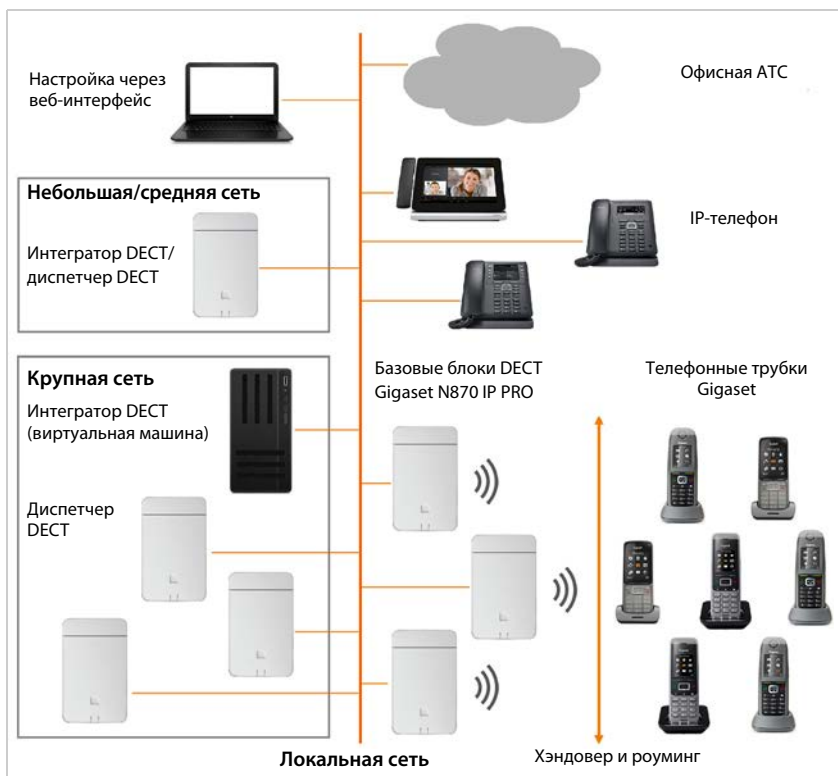 Настройка через
веб-интерфейс
Офисная АТС
Небольшая/средняя сеть
Интегратор DECT/
диспетчер DECT
IP-телефон
Крупная сеть
Интегратор DECT
(виртуальная машина)
Диспетчер
DECT
Базовые блоки DECT
Gigaset N870 IP PRO
Телефонные трубки
Gigaset
Локальная сеть
Хэндовер и роуминг